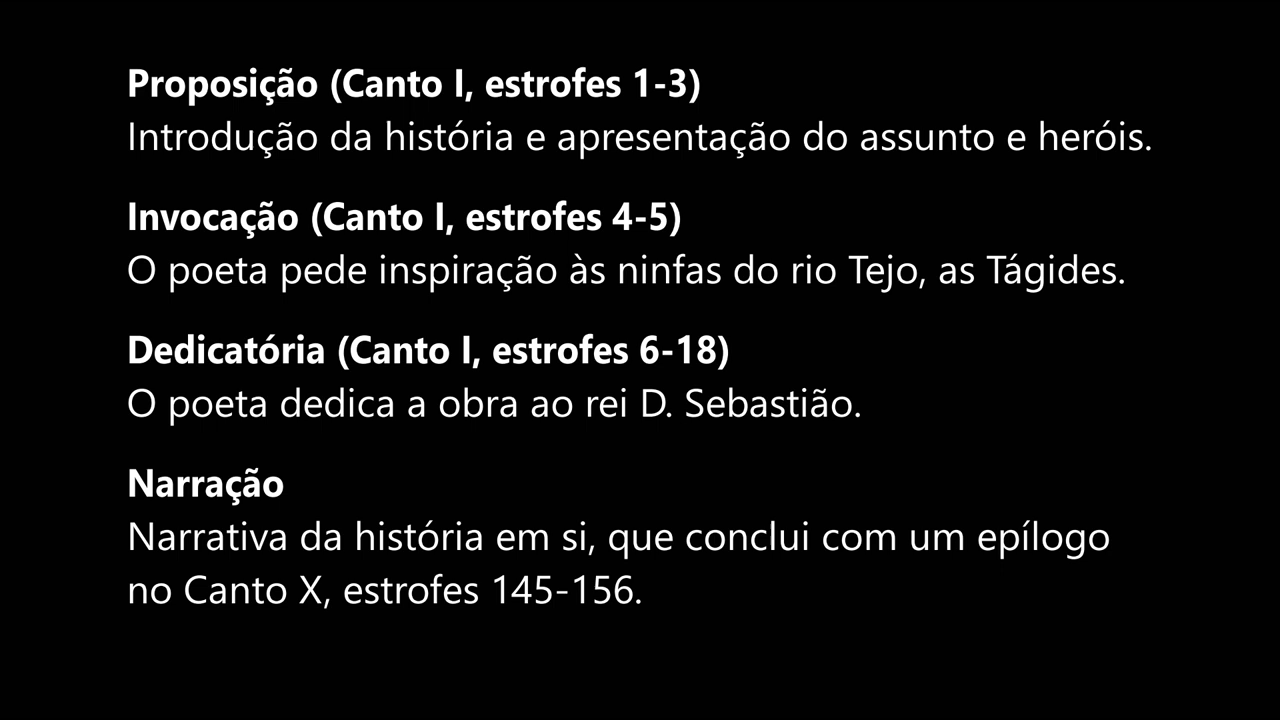 Proposição (Canto I, estrofes 1-3)
Introdução da história e apresentação do assunto e heróis.
Invocação (Canto I, estrofes 4-5)
O poeta pede inspiração às ninfas do rio Tejo, as Tágides.
Dedicatória (Canto I, estrofes 6-18)
O poeta dedica a obra ao rei D. Sebastião.
Narração
Narrativa da história em si, que conclui com um epílogo
no Canto X, estrofes 145-156.